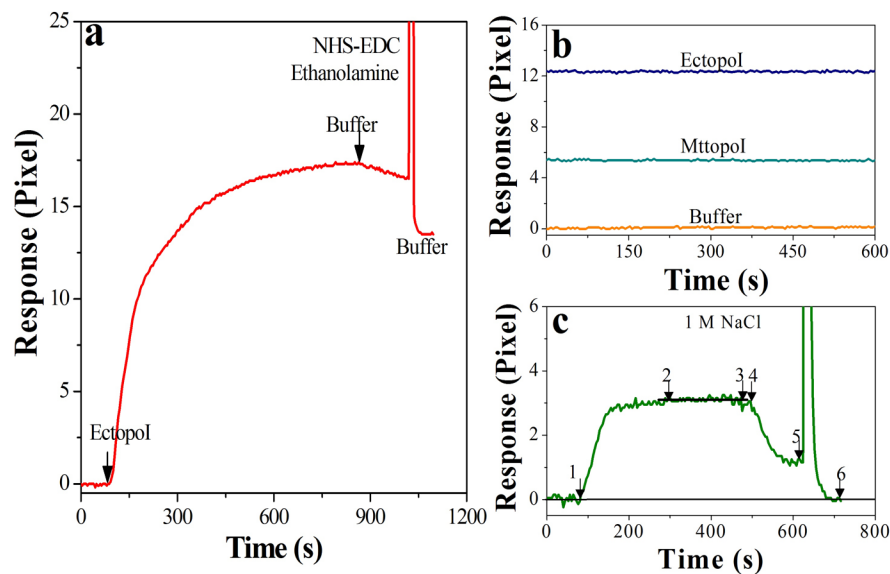 a
NHS-EDC
Ethanolamine
Buffer
EctopoI
Buffer
Response (Pixel)
25
20
15
10
5
0
0
300
600
900
1200
Time (s)
b
EctopoI
MttopoI
Buffer
Response (Pixel)
16
12
8
4
0
0
150
300
450
600
Time (s)
c
1 M NaCl
1
2
3
4
5
6
Response (Pixel)
6
4
2
0
0
200
400
600
800
Time (s)